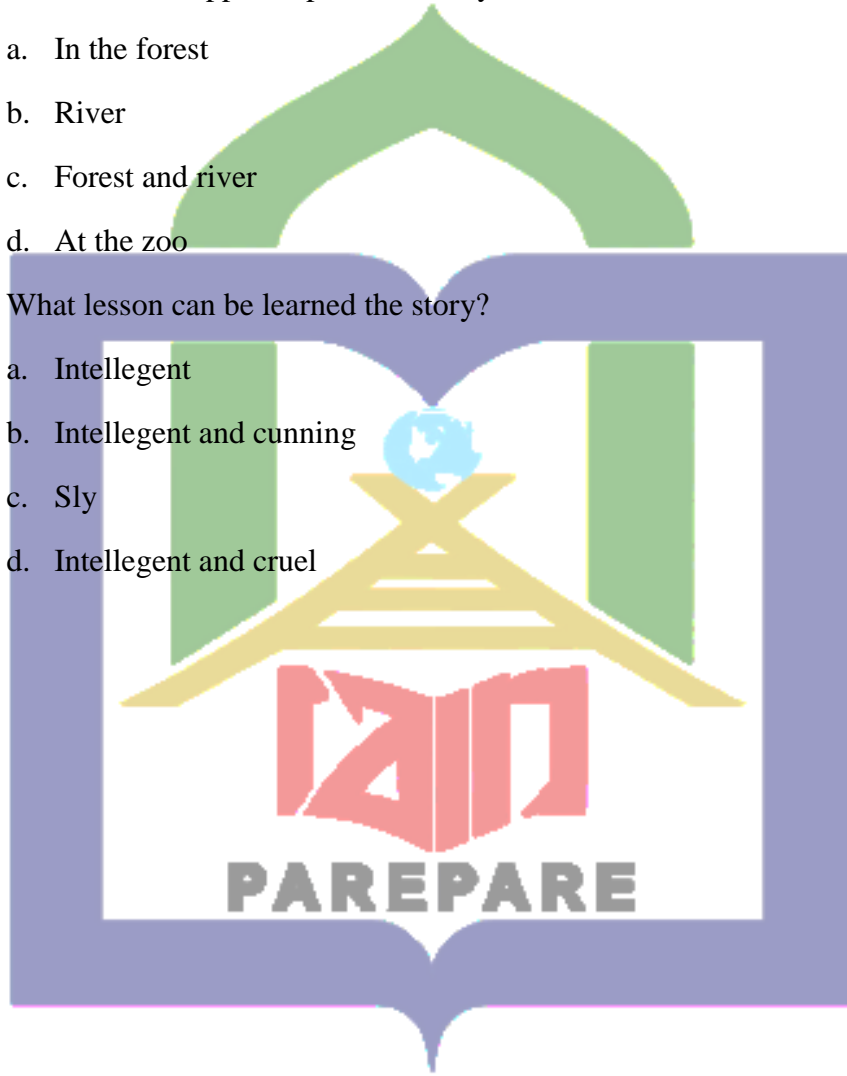 a. In the forest
b. River
c. Forest and river
d. At the zoo
What lesson can be learned the story?
a. Intellegent
b. Intellegent and cunning
c. Sly
d. Intellegent and cruel
iain
PAREPARE